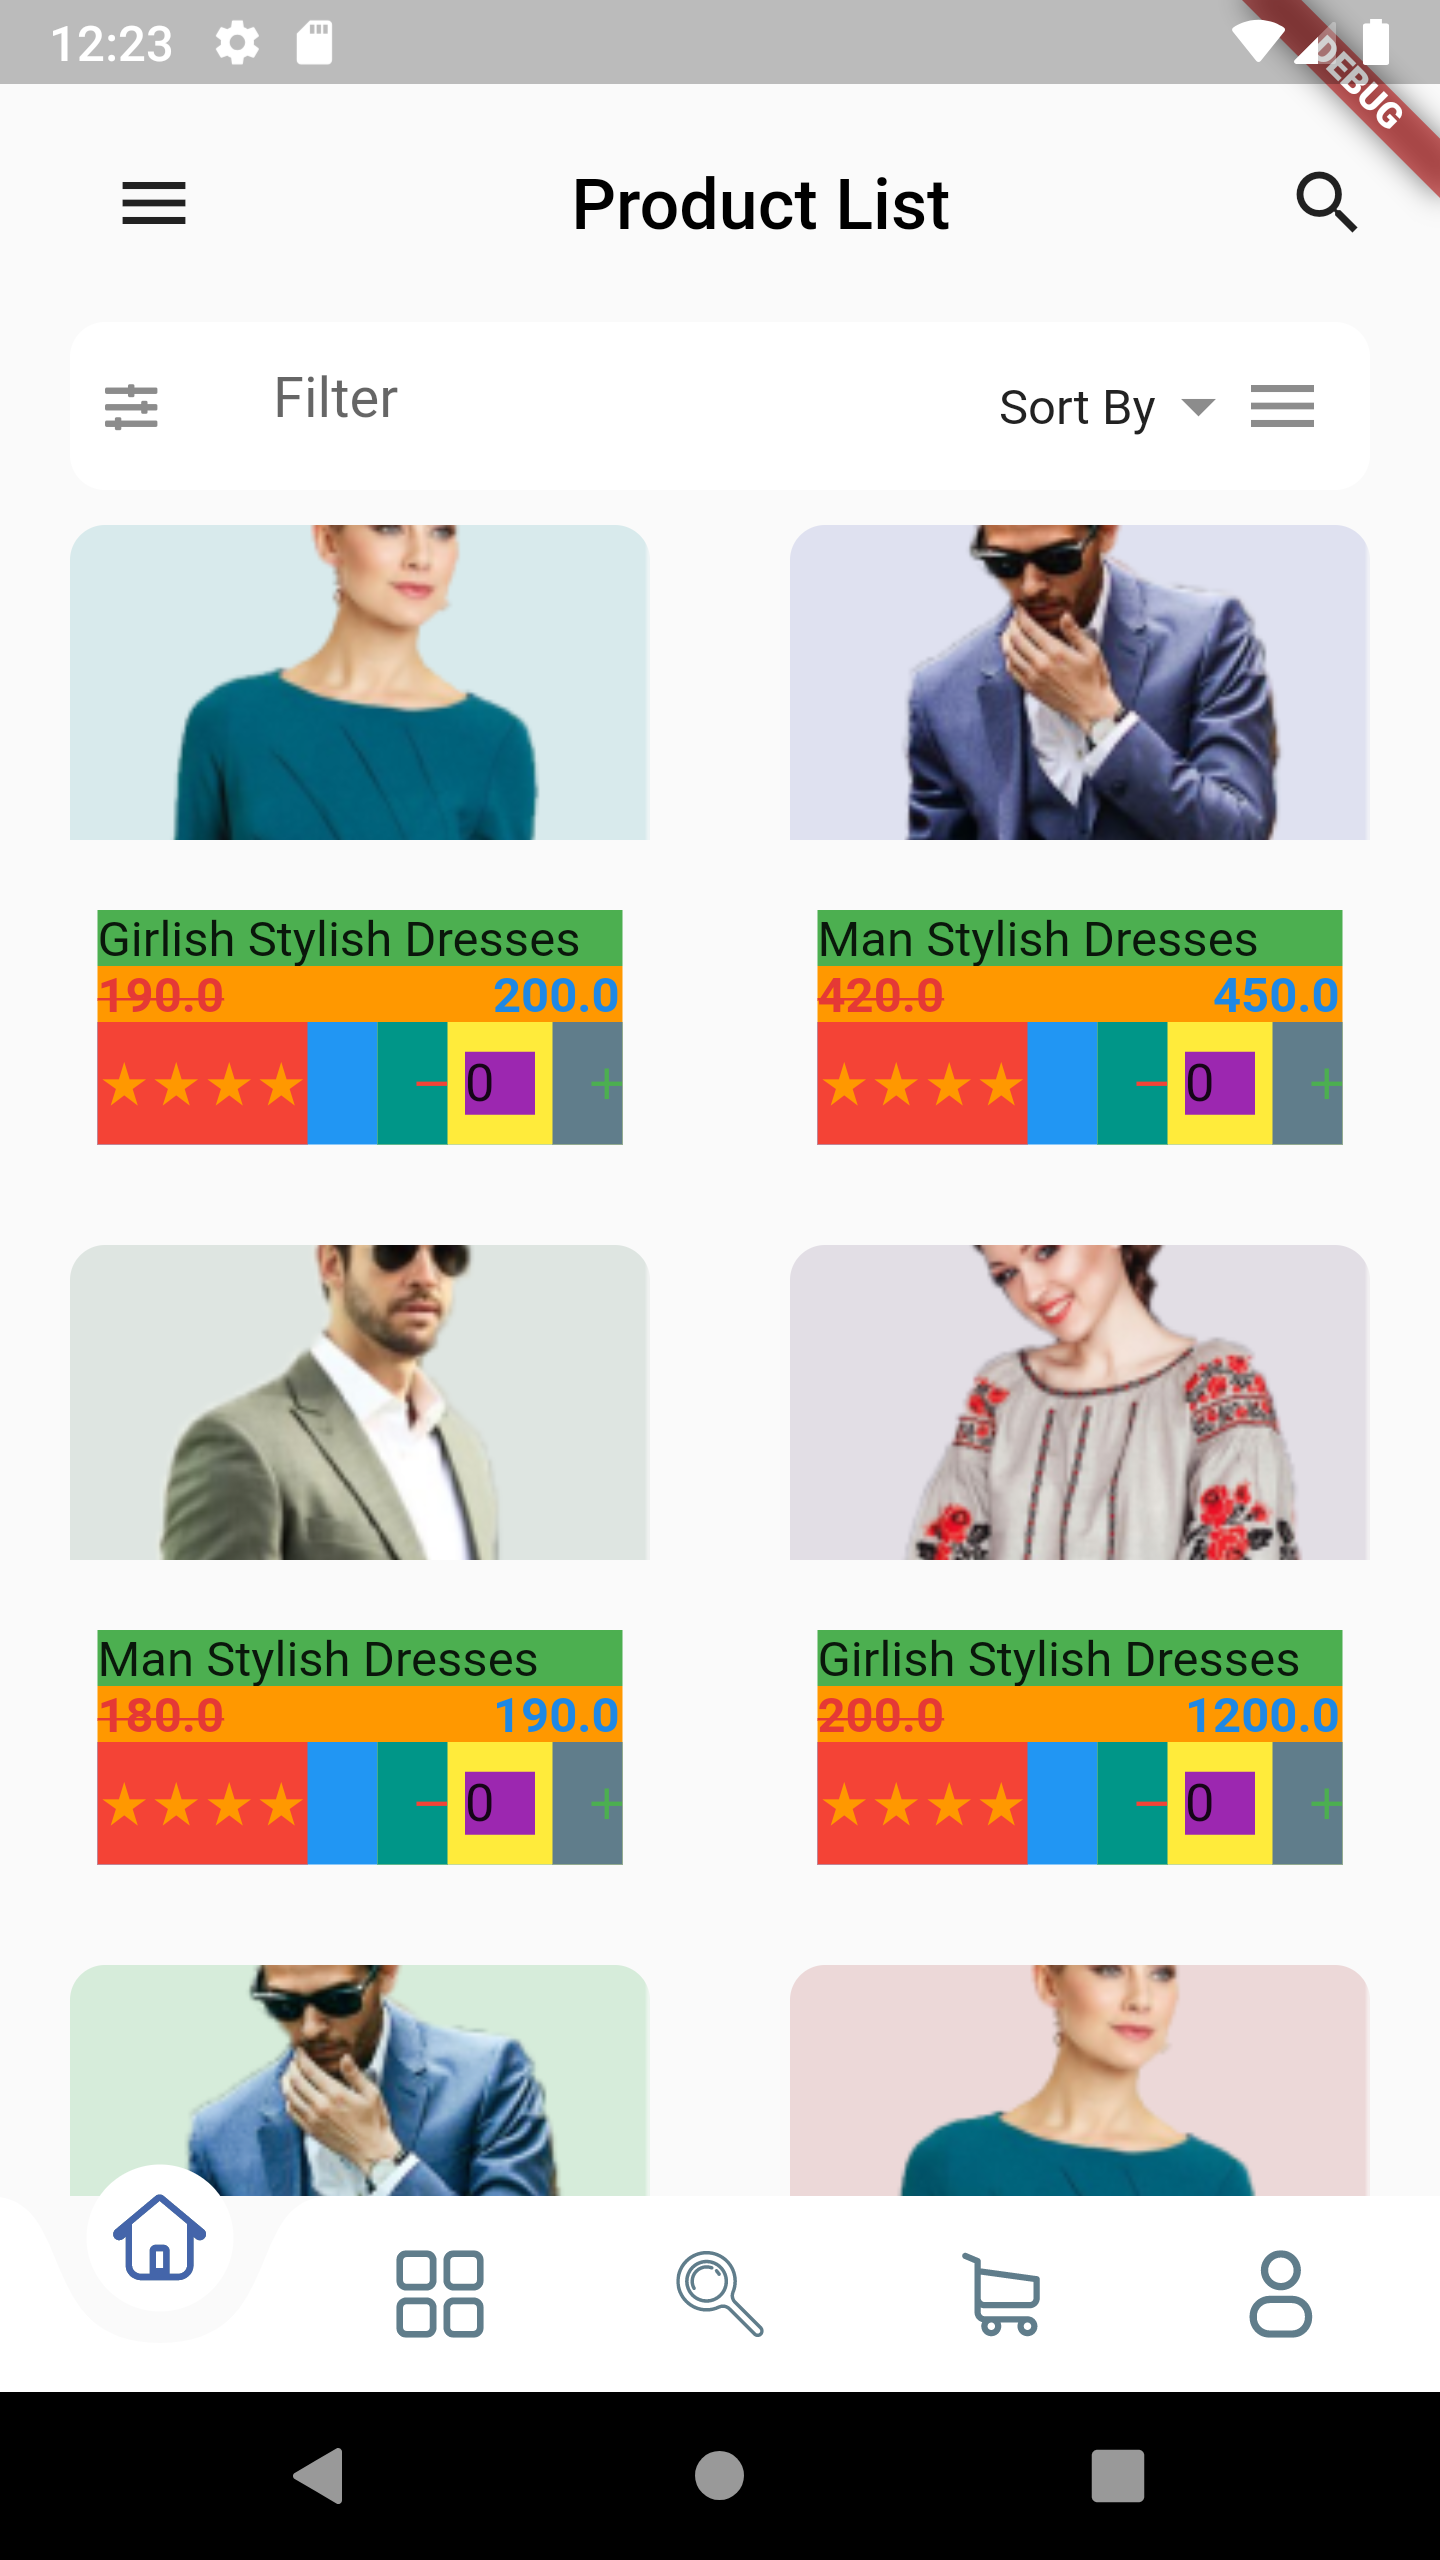 12:23
DEBUG
Product List
Filter
Sort By
Girlish Stylish Dresses
190.0 200.0
0
Man Stylish Dresses
420.0 450.0
0
Man Stylish Dresses
180.0 190.0
0
Girlish Stylish Dresses
200.0 1200.0
0